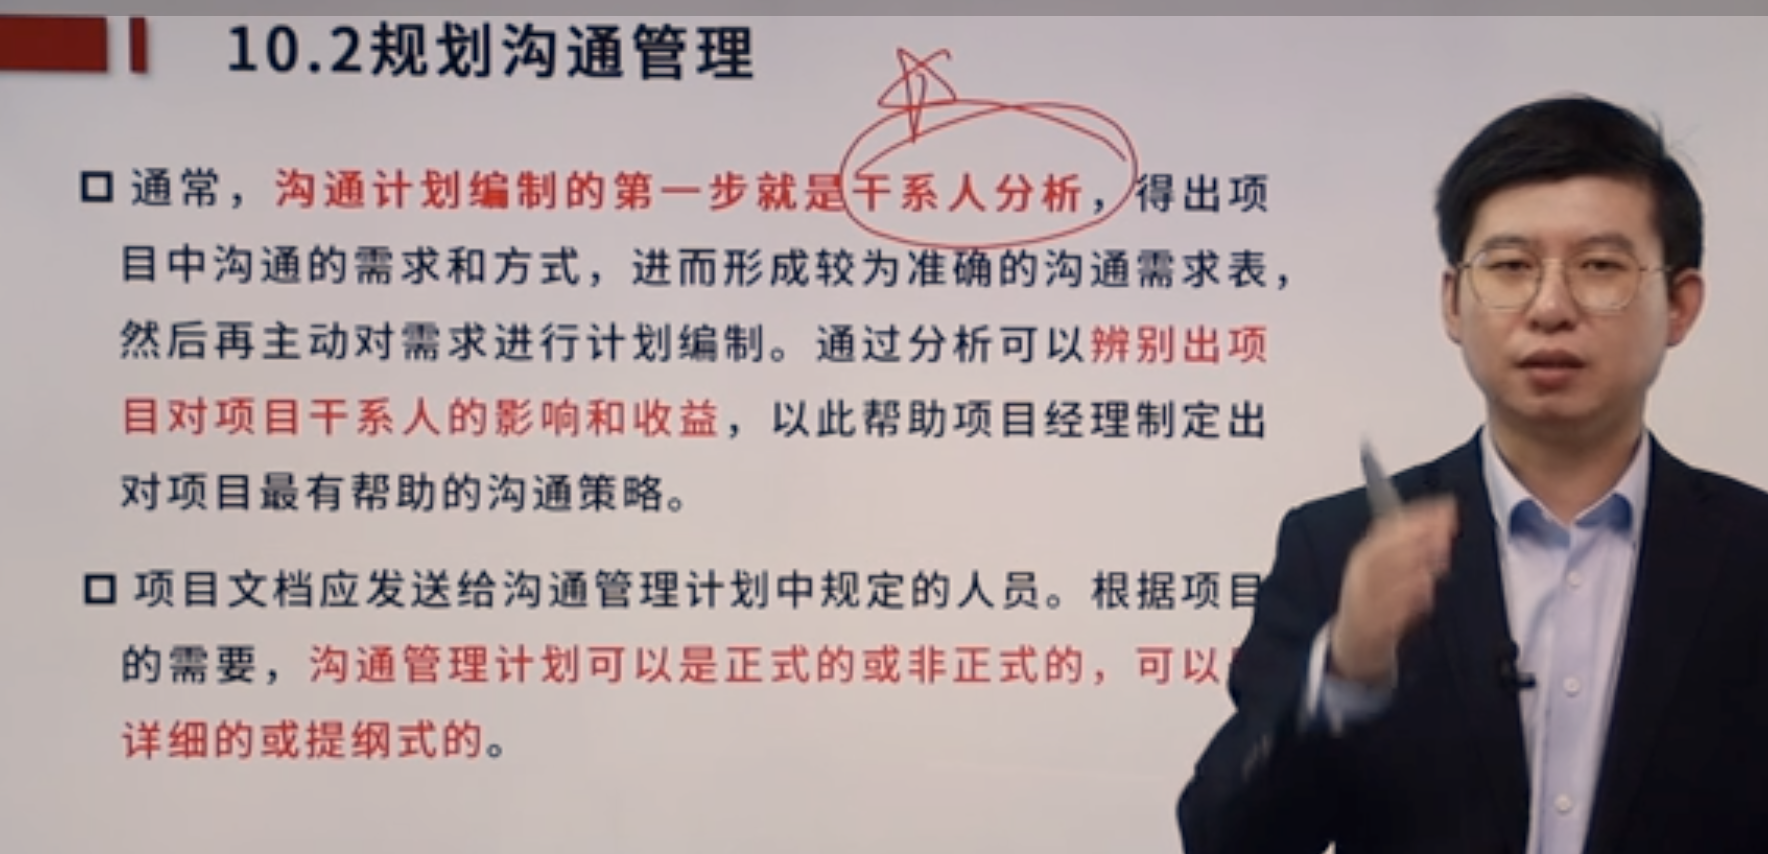 10.2规划沟通管理
通常，沟通计划编制的第一步就是干系人分析，得出项
目中沟通的需求和方式，进而形成较为准确的沟通需求表，
然后再主动对需求进行计划编制。通过分析可以辨别出项
目对项目干系人的影响和收益，以此帮助项目经理制定出
对项目最有帮助的沟通策略。
项目文档应发送给沟通管理计划中规定的人员。根据项目
的需要，沟通管理计划可以是正式的或非正式的，可以
详细的或提纲式的。